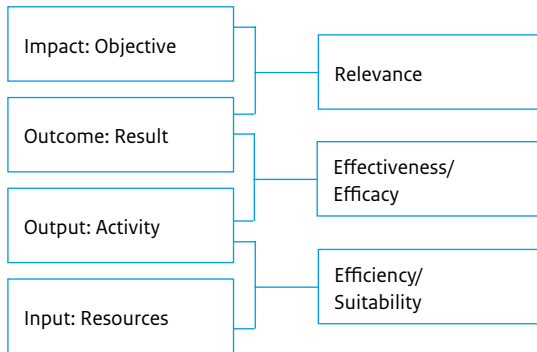 Impact: Objective
Relevance
Outcome: Result
Effectiveness/
Efficacy
Output: Activity
Efficiency/
Suitability
Input: Resources